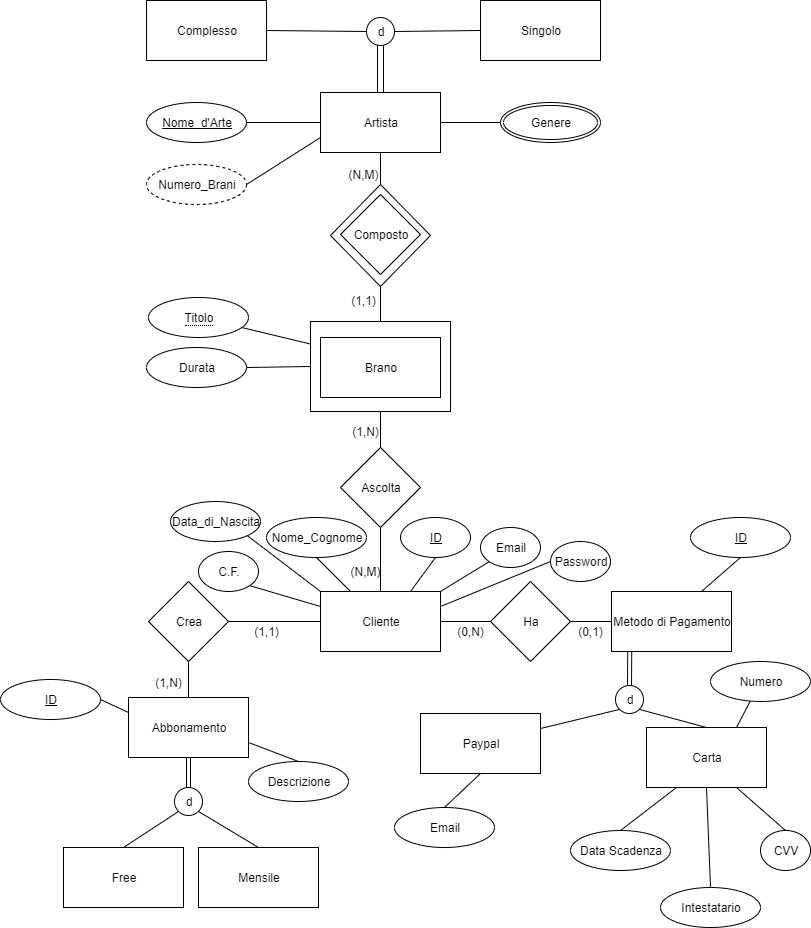 Complesso
d
Singolo
Nome_d'Arte
Artista
Genere
Numero_Brani
(N,M)
Composto
(1,1)
Titolo
Durata
Brano
(1,N)
Ascolta
Data_di_Nascita
Nome_Cognome
ID
Email
Password
ID
C.F.
(N,M)
Crea
(1,1)
Cliente
(0,N)
Ha
(0,1)
Metodo di Pagamento
(1,N)
ID
Abbonamento
d
Numero
Paypal
Carta
Descrizione
d
Email
Data Scadenza
CVV
Free
Mensile
Intestatario